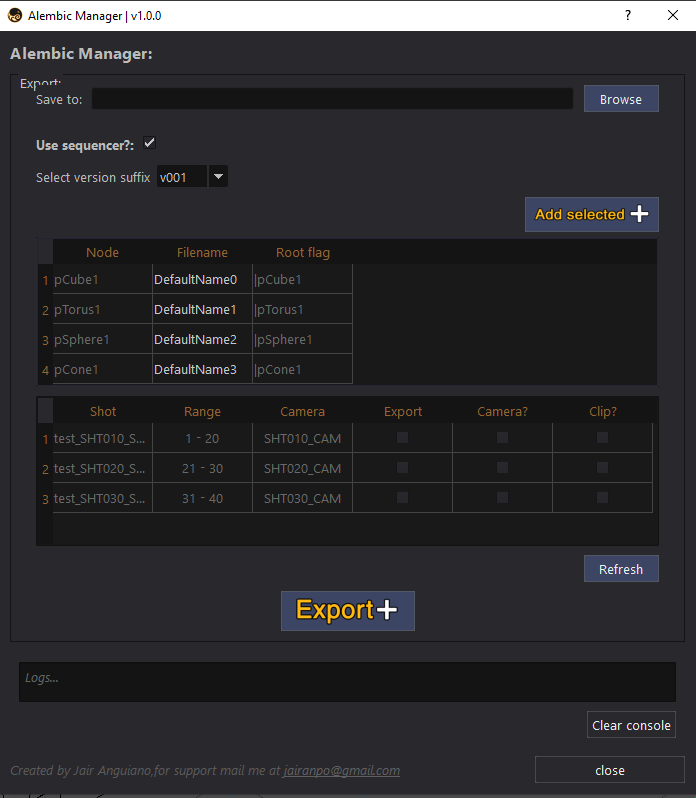 Alembic Manager | v1.0.0 ?
Alembic Manager:
Export:
Save to: Browse
Use sequencer?:
Select version suffix v001
Add selected +
Node Filename Root flag
1 pCube1 DefaultName0 |pCube1
2 pTorus1 DefaultName1 |pTorus1
3 pSphere1 DefaultName2 |pSphere1
4 pCone1 DefaultName3 |pCone1
Shot Range Camera Export Camera? Clip?
1 test_SHT010_S... 1 - 20 SHT010_CAM
2 test_SHT020_S... 21 - 30 SHT020_CAM
3 test_SHT030_S... 31 - 40 SHT030_CAM
Refresh
Export +
Logs...
Clear console
Created by Jair Anguiano,for support mail me at jairanpo@gmail.com close